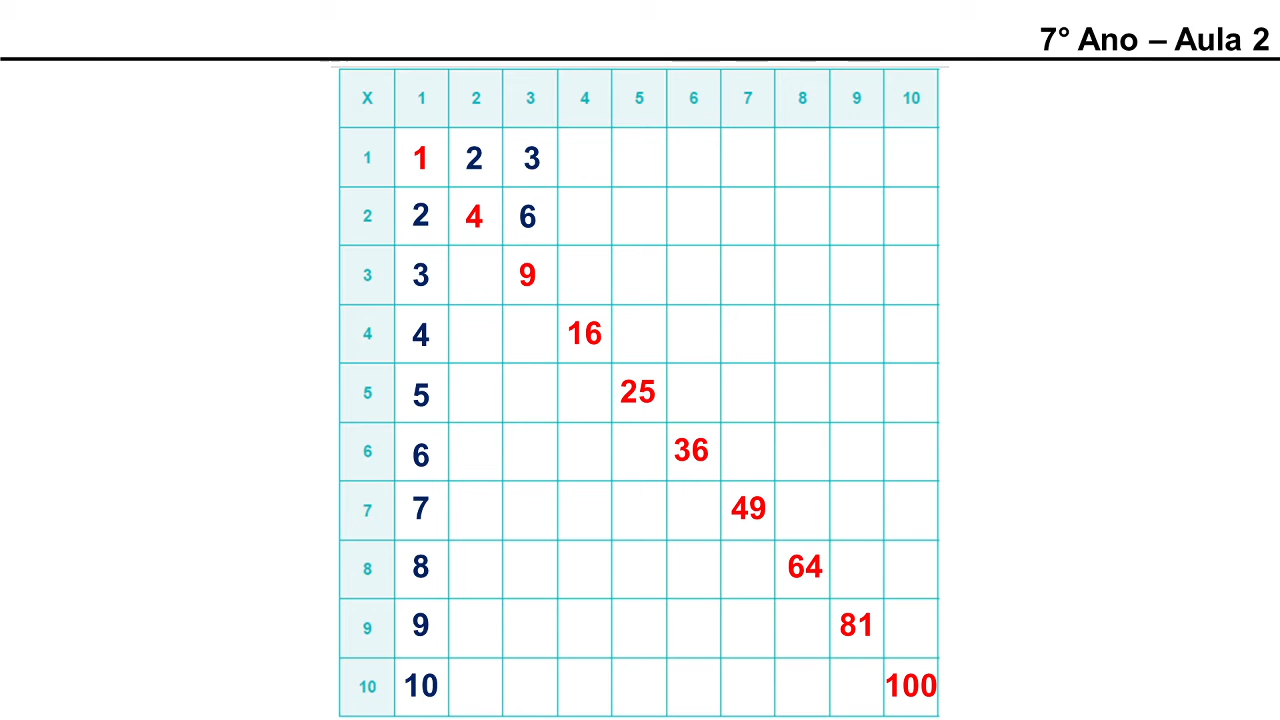 7° Ano – Aula 2
X 1 2 3 4 5 6 7 8 9 10
1 1 2 3
2 2 4 6
3 3 9
4 4 16
5 5 25
6 6 36
7 7 49
8 8 64
9 9 81
10 10 100